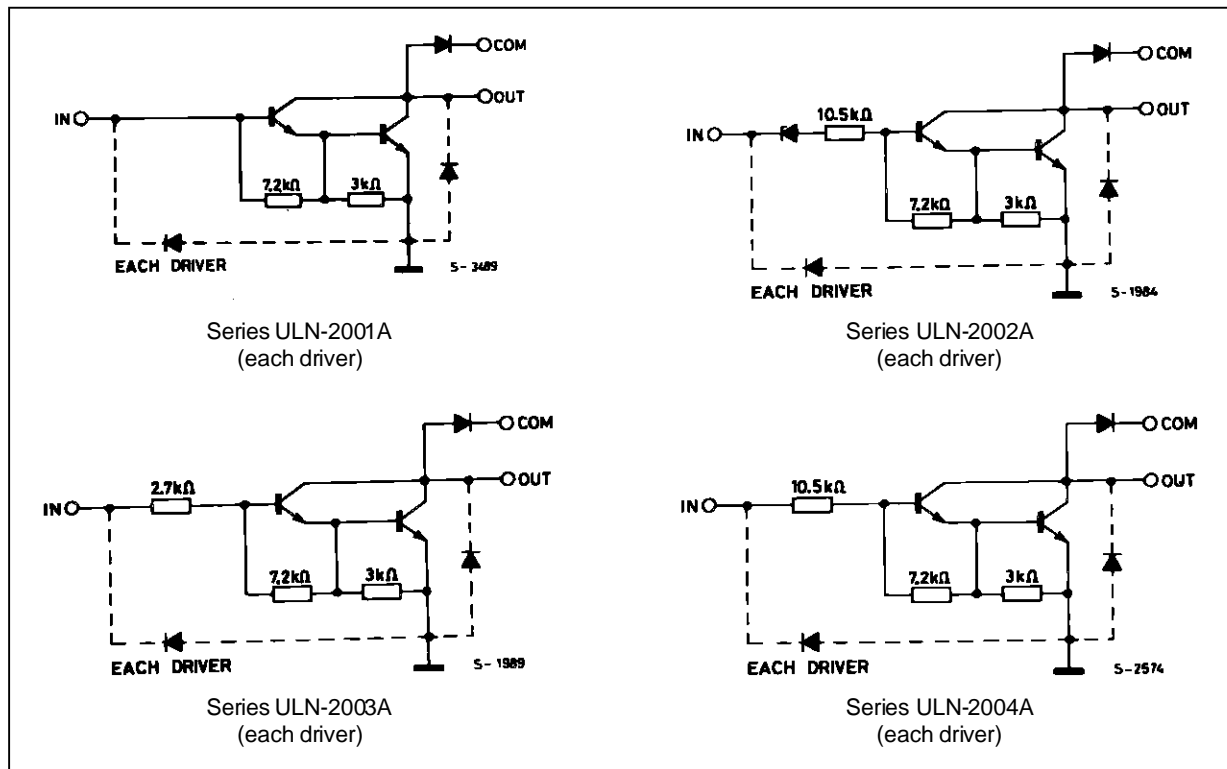 COM
OUT
IN
7.2kΩ
3kΩ
EACH DRIVER
S-3489
Series ULN-2001A
(each driver)
COM
OUT
IN
10.5kΩ
7.2kΩ
3kΩ
EACH DRIVER
S-1984
Series ULN-2002A
(each driver)
COM
OUT
IN
2.7kΩ
7.2kΩ
3kΩ
EACH DRIVER
S-1989
Series ULN-2003A
(each driver)
COM
OUT
IN
10.5kΩ
7.2kΩ
3kΩ
EACH DRIVER
S-2574
Series ULN-2004A
(each driver)